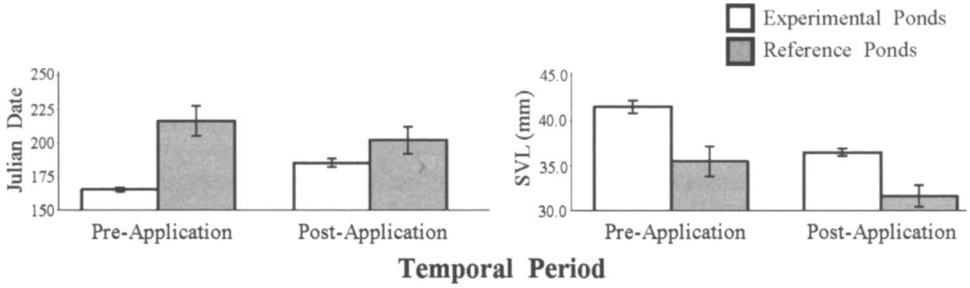 Experimental Ponds
Reference Ponds
Julian Date
250
225
200
175
150
Pre-Application
Post-Application
SVL (mm)
45.0
40.0
35.0
30.0
Pre-Application
Post-Application
Temporal Period